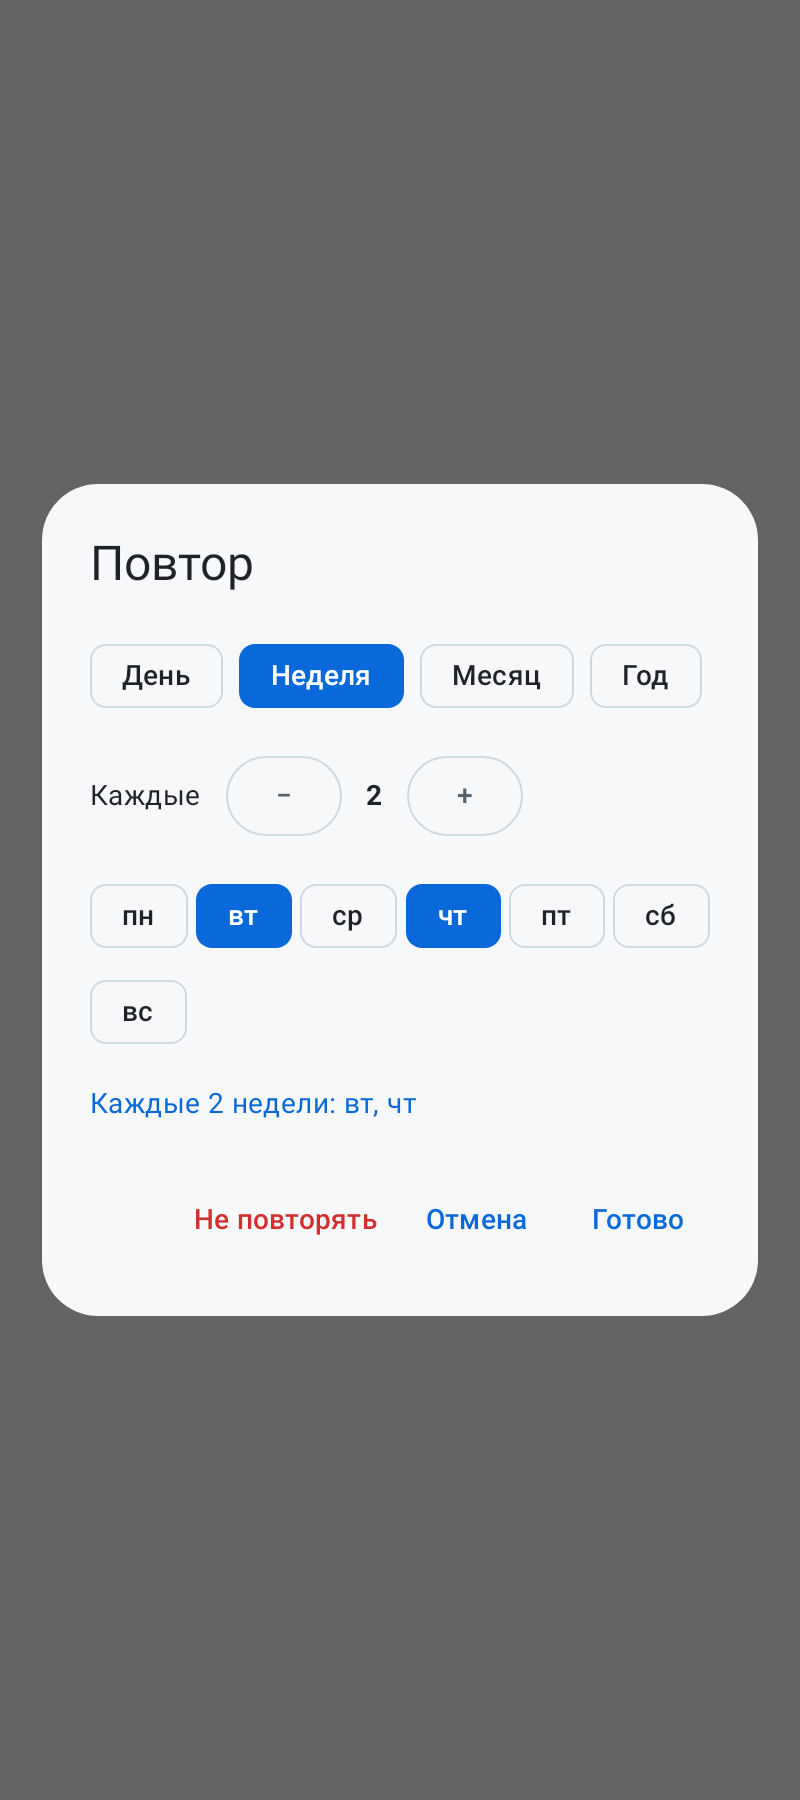 Повтор
День Неделя Месяц Год
Каждые − 2 +
пн вт ср чт пт сб
вс
Каждые 2 недели: вт, чт
Не повторять Отмена Готово